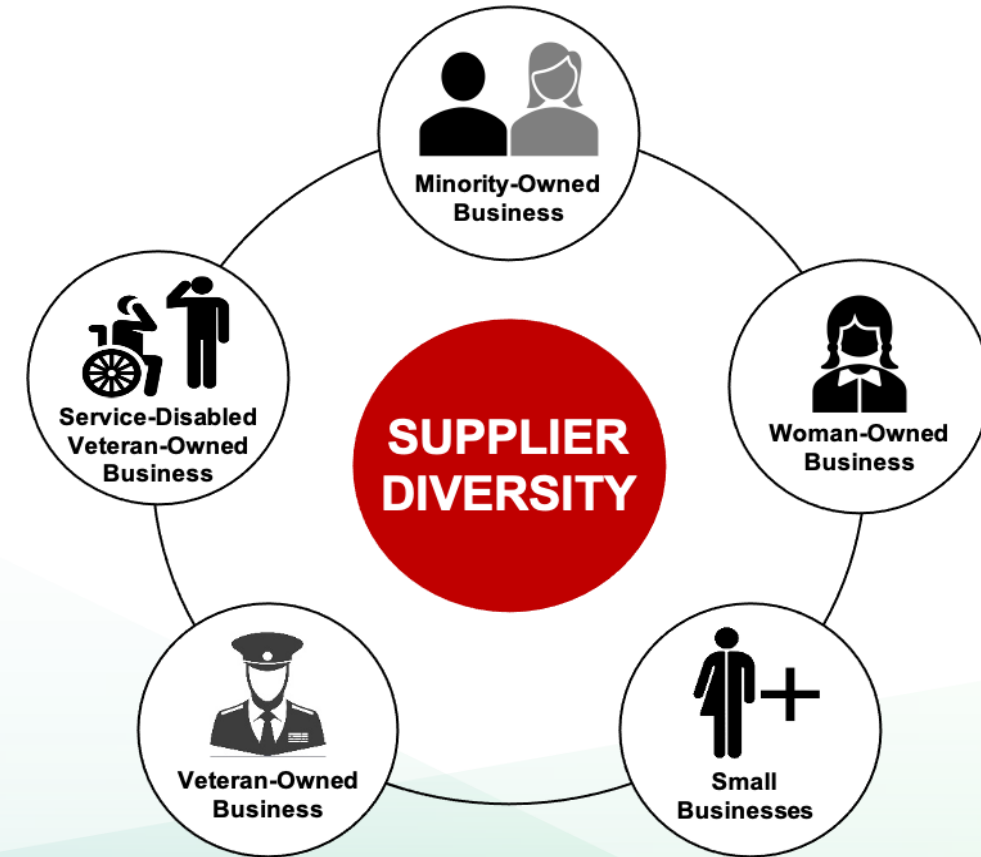 Minority-Owned
Business
Service-Disabled
Veteran-Owned
Business
SUPPLIER
DIVERSITY
Woman-Owned
Business
Veteran-Owned
Business
Small
Businesses